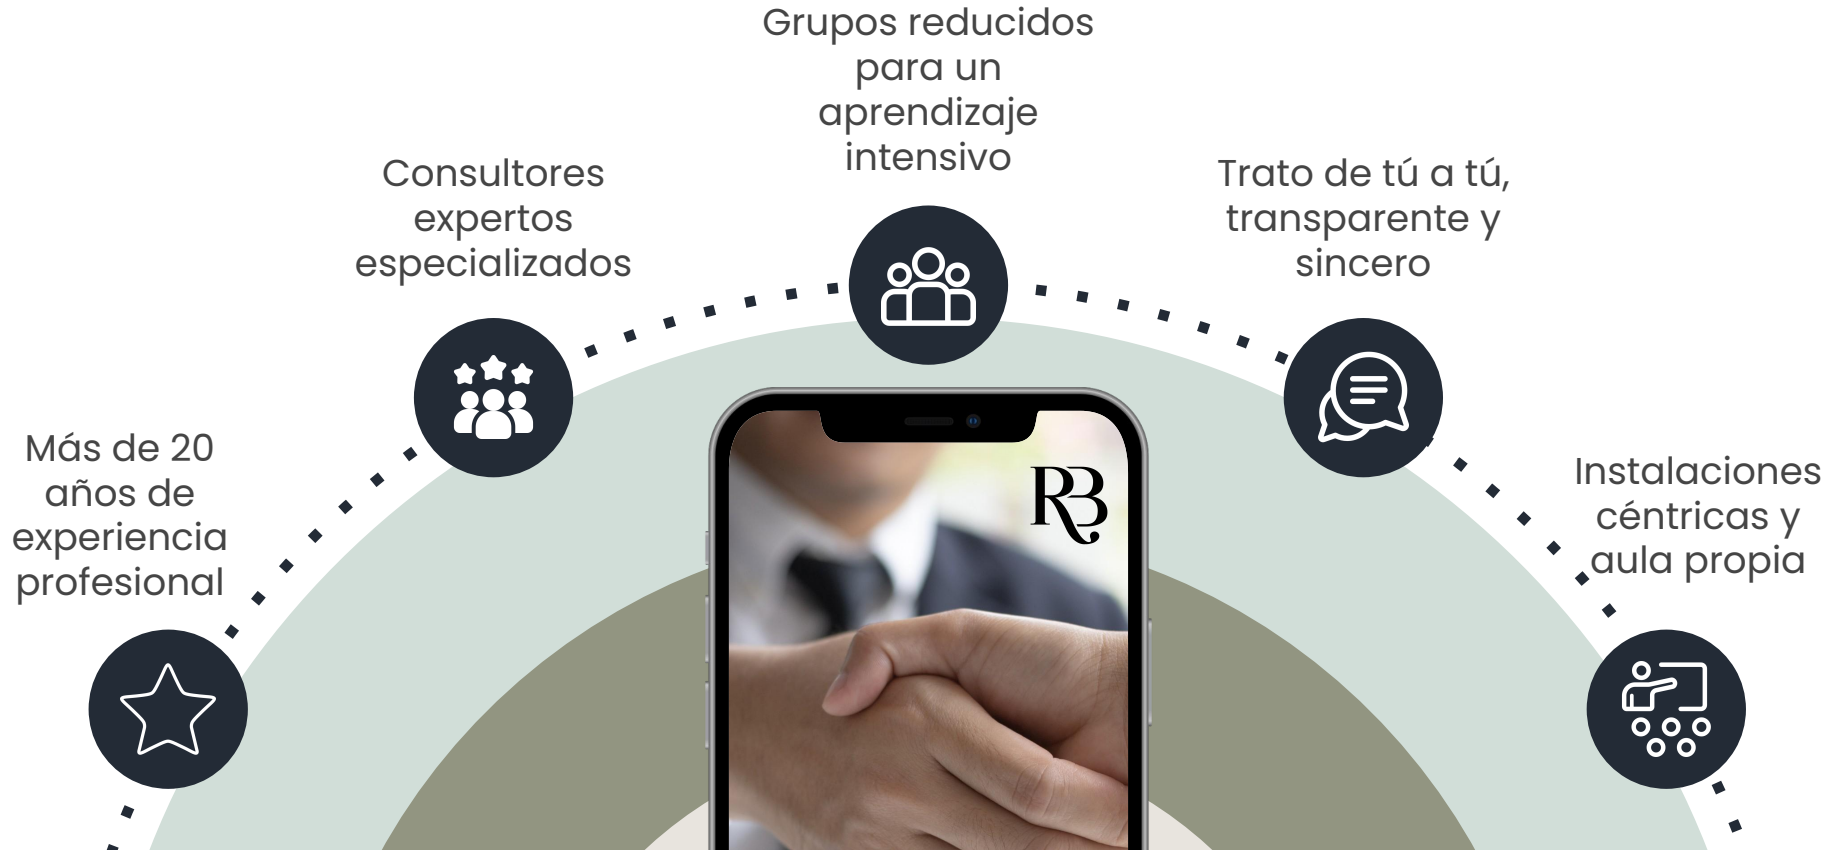 Grupos reducidos
para un
aprendizaje
intensivo
Consultores
expertos
especializados
Trato de tú a tú,
transparente y
sincero
Más de 20
años de
experiencia
profesional
Instalaciones
céntricas y
aula propia
RB